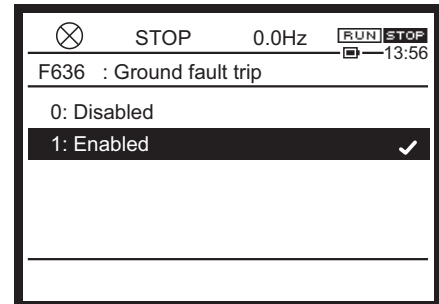 STOP 0.0Hz RUN STOP
13:56
F636 : Ground fault trip
0: Disabled
1: Enabled